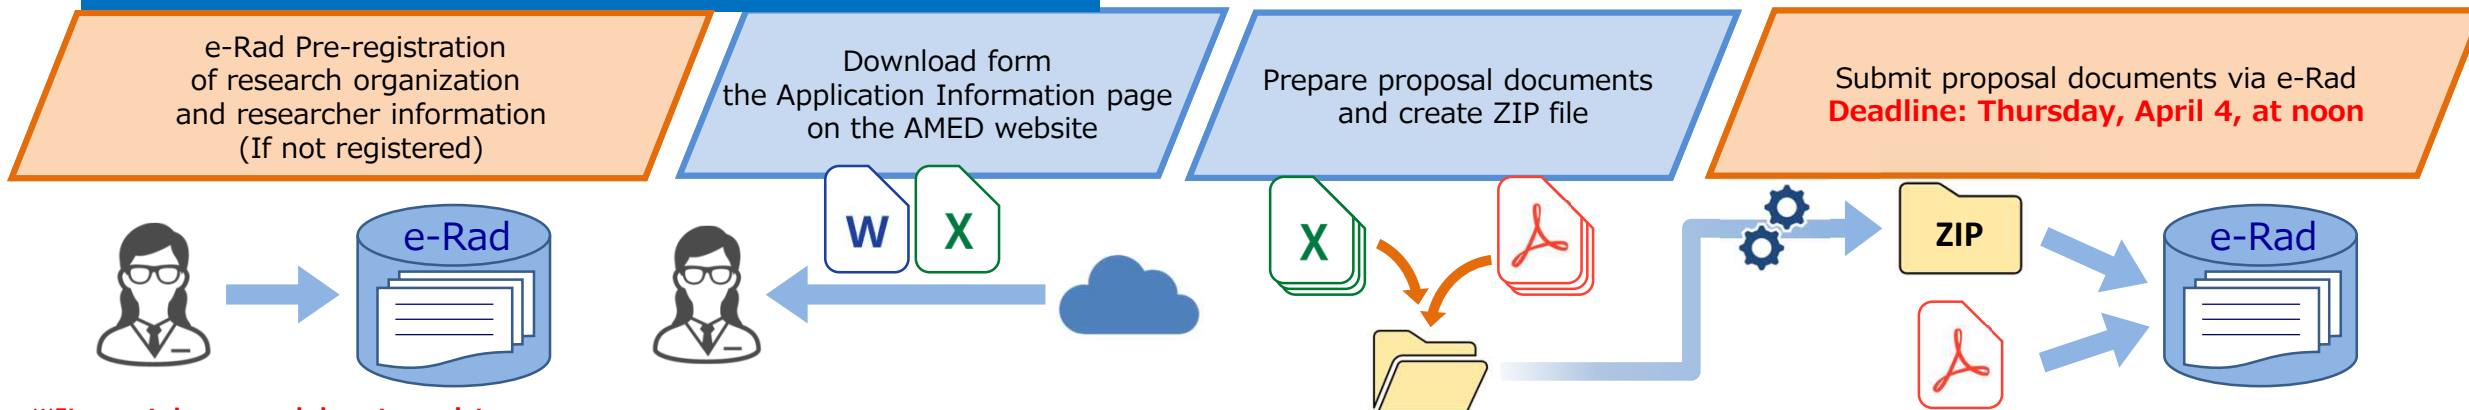 e-Rad Pre-registration
of research organization
and researcher information
(If not registered)
Download form
the Application Information page
on the AMED website
Prepare proposal documents
and create ZIP file
Submit proposal documents via e-Rad
Deadline: Thursday, April 4, at noon
e-Rad
W
X
X
ZIP
e-Rad